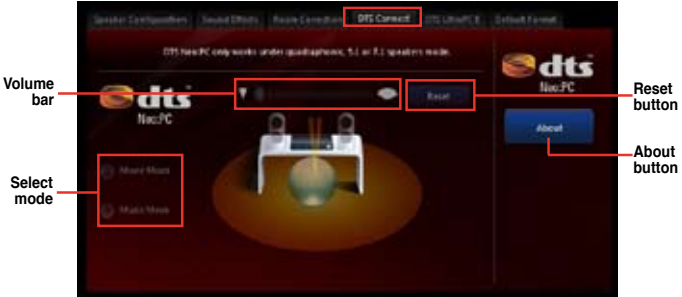 Speaker Configuration Sound Effects Room Correction DTS Connect DTS UltraPC II Default Format
DTS Neo:PC only works under quadraphonic, 5.1 or 7.1 speakers mode.
dts
Neo:PC
Reset
dts
Neo:PC
About
Volume
bar
Reset
button
About
button
Select
mode
Movie Mode
Music Mode